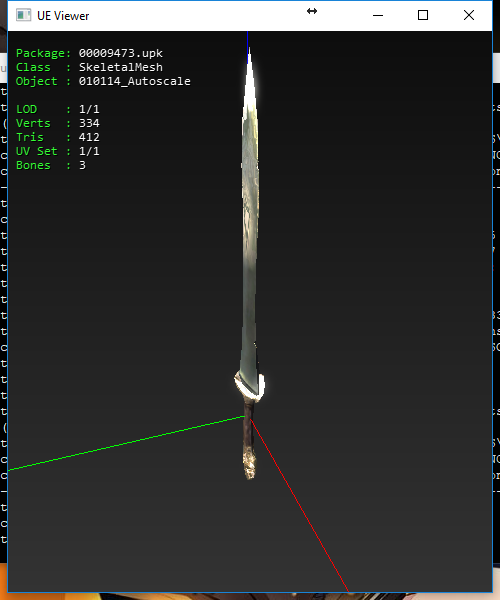 UE Viewer
Package: 00009473.upk
Class : SkeletalMesh
Object : 010114_Autoscale
LOD : 1/1
Verts : 334
Tris : 412
UV Set : 1/1
Bones : 3